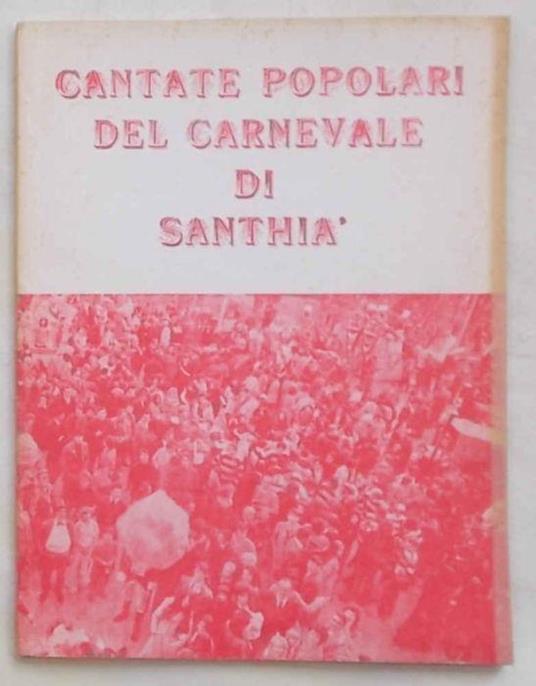 CANTATE POPOLARI
DEL CARNEVALE
DI
SANTHIA'